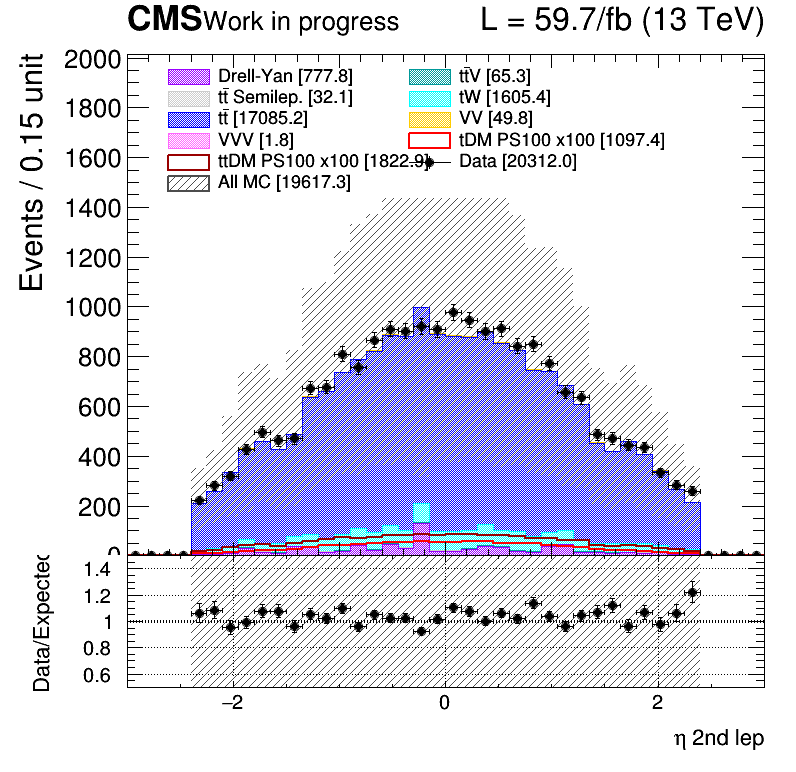 CMS Work in progress L = 59.7/fb (13 TeV)
Events / 0.15 unit
2000
1800
1600
1400
1200
1000
800
600
400
200
0
Drell-Yan [777.8] tt̄V [65.3]
tt̄ Semilep. [32.1] tW [1605.4]
tt̄ [17085.2] VV [49.8]
VVV [1.8] tDM PS100 x100 [1097.4]
ttDM PS100 x100 [1822.9] Data [20312.0]
All MC [19617.3]
Data/Expected
1.4
1.2
1
0.8
0.6
−2 0 2
η 2nd lep